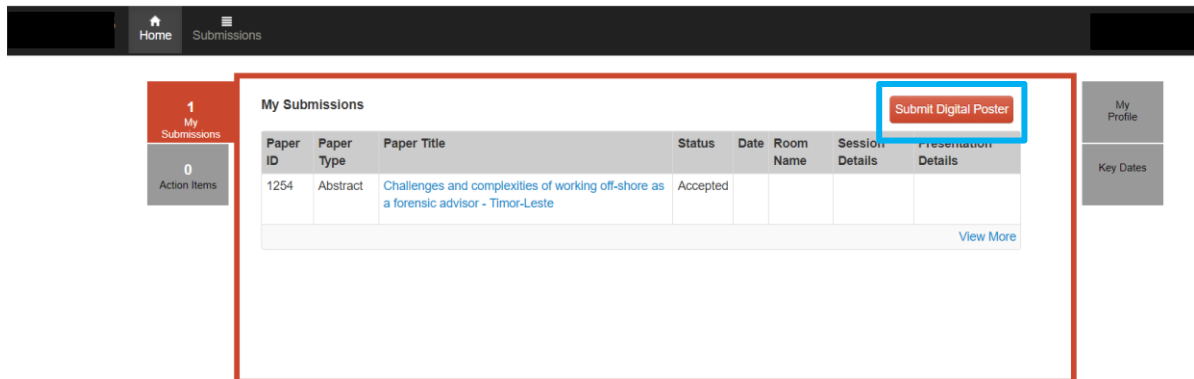 Home Submissions
1
My
Submissions
0
Action Items
My Submissions
Submit Digital Poster
Paper ID Paper Type Paper Title Status Date Room Name Session Details Presentation Details
1254 Abstract Challenges and complexities of working off-shore as Accepted
a forensic advisor - Timor-Leste
View More
My
Profile
Key Dates